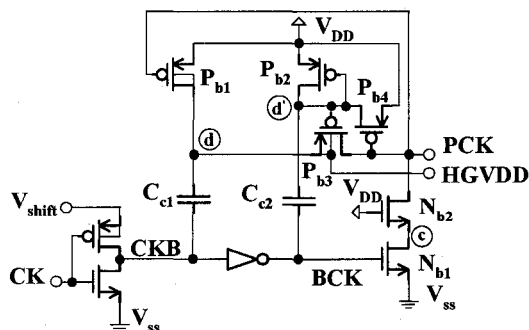 V_DD
P_b1
P_b2
P_b4
d'
d
PCK
P_b3
HGVDD
V_DD
C_c1
C_c2
V_shift
N_b2
c
CKB
CK
BCK
N_b1
V_ss
V_ss